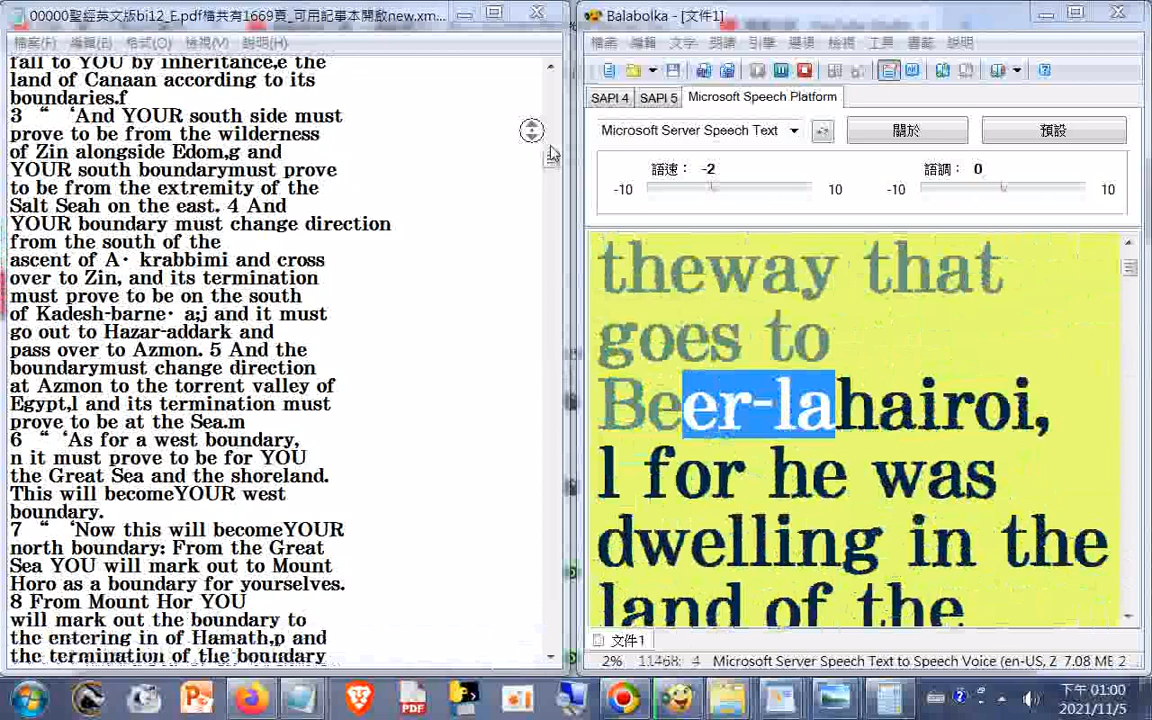 00000聖經英文版bi12_E.pdf檔共有1669頁_可用記事本開啟new.xm...
檔案(F) 編輯(E) 格式(O) 檢視(V) 說明(H)
fall to YOU by inheritance,e the
land of Canaan according to its
boundaries.f
3 “ ‘And YOUR south side must
prove to be from the wilderness
of Zin alongside Edom,g and
YOUR south boundarymust prove
to be from the extremity of the
Salt Seah on the east. 4 And
YOUR boundary must change direction
from the south of the
ascent of A· krabbimi and cross
over to Zin, and its termination
must prove to be on the south
of Kadesh-barne· a;j and it must
go out to Hazar-addark and
pass over to Azmon. 5 And the
boundarymust change direction
at Azmon to the torrent valley of
Egypt,l and its termination must
prove to be at the Sea.m
6 “ ‘As for a west boundary,
n it must prove to be for YOU
the Great Sea and the shoreland.
This will becomeYOUR west
boundary.
7 “ ‘Now this will becomeYOUR
north boundary: From the Great
Sea YOU will mark out to Mount
Horo as a boundary for yourselves.
8 From Mount Hor YOU
will mark out the boundary to
the entering in of Hamath,p and
the termination of the boundary
Balabolka - [文件1]
檔案 編輯 文字 朗讀 引擎 選項 檢視 工具 書籤 說明
SAPI 4 SAPI 5 Microsoft Speech Platform
Microsoft Server Speech Text 關於 預設
語速： -2 語調： 0
-10 10 -10 10
theway that
goes to
Beer-lahairoi,
l for he was
dwelling in the
land of the
文件1
2% 11468: 4 Microsoft Server Speech Text to Speech Voice (en-US, Z 7.08 MB 2
PDF
下午 01:00
2021/11/5